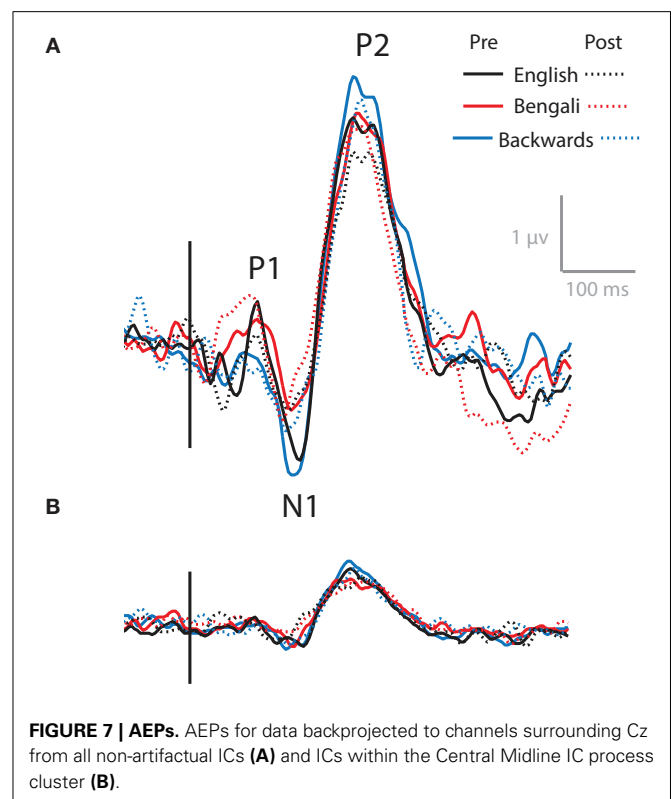 A
P2
Pre Post
English
Bengali
Backwards
P1
1 μv
100 ms
N1
B
FIGURE 7 | AEPs. AEPs for data backprojected to channels surrounding Cz
from all non-artifactual ICs (A) and ICs within the Central Midline IC process
cluster (B).